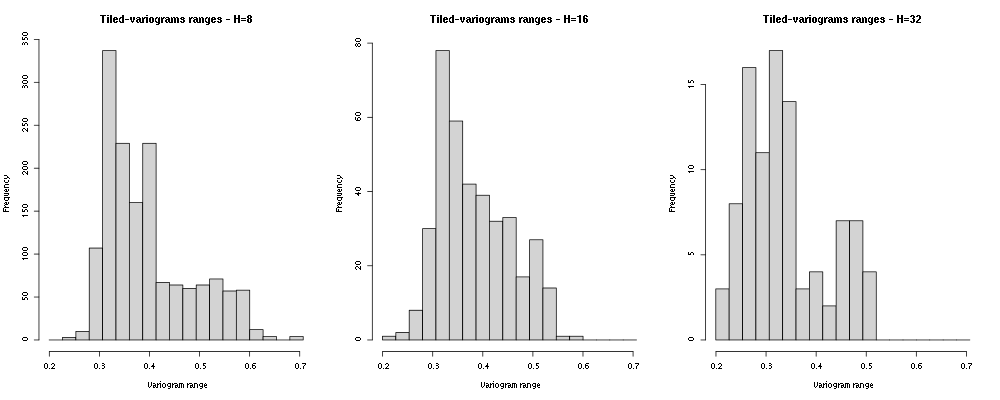 Tiled-variograms ranges - H=8
Frequency
0
50
100
150
200
250
300
350
0.2 0.3 0.4 0.5 0.6 0.7
Variogram range
Tiled-variograms ranges - H=16
Frequency
0
20
40
60
80
0.2 0.3 0.4 0.5 0.6 0.7
Variogram range
Tiled-variograms ranges - H=32
Frequency
0
5
10
15
0.2 0.3 0.4 0.5 0.6 0.7
Variogram range